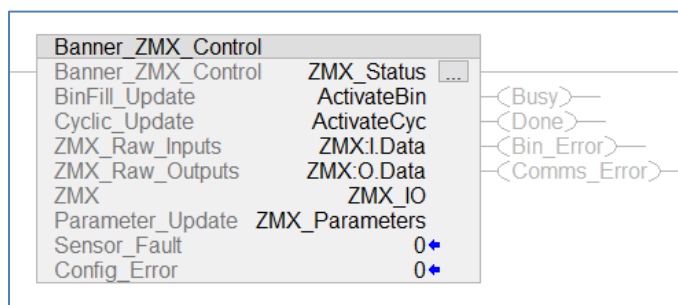 Banner_ZMX_Control
Banner_ZMX_Control ZMX_Status ...
BinFill_Update ActivateBin (Busy)
Cyclic_Update ActivateCyc (Done)
ZMX_Raw_Inputs ZMX:I.Data (Bin_Error)
ZMX_Raw_Outputs ZMX:O.Data (Comms_Error)
ZMX ZMX_IO
Parameter_Update ZMX_Parameters
Sensor_Fault 0
Config_Error 0